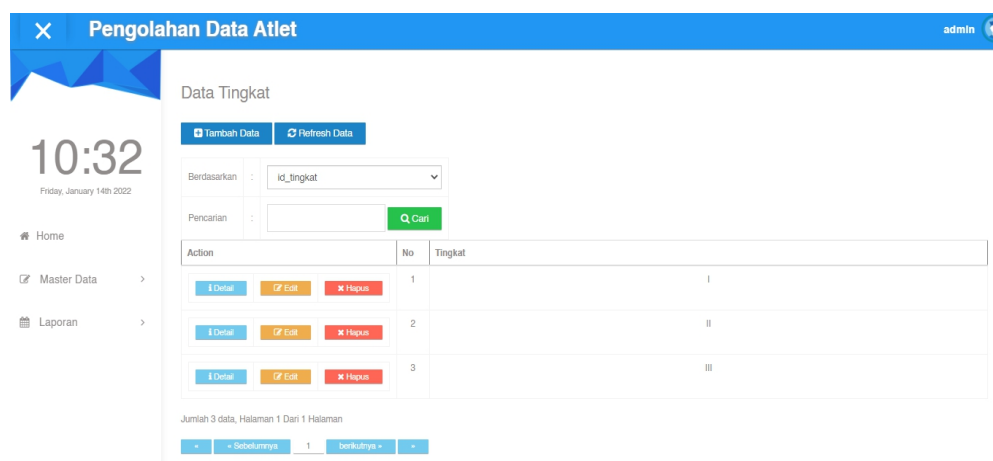 Pengolahan Data Atlet
admin
Data Tingkat
Tambah Data Refresh Data
10:32
Friday, January 14th 2022
Berdasarkan : id_tingkat
Pencarian : Cari
Home
Master Data >
Laporan >
Action No Tingkat
Detail Edit Hapus 1 I
Detail Edit Hapus 2 II
Detail Edit Hapus 3 III
Jumlah 3 data, Halaman 1 Dari 1 Halaman
« « Sebelumnya 1 berikutnya » »